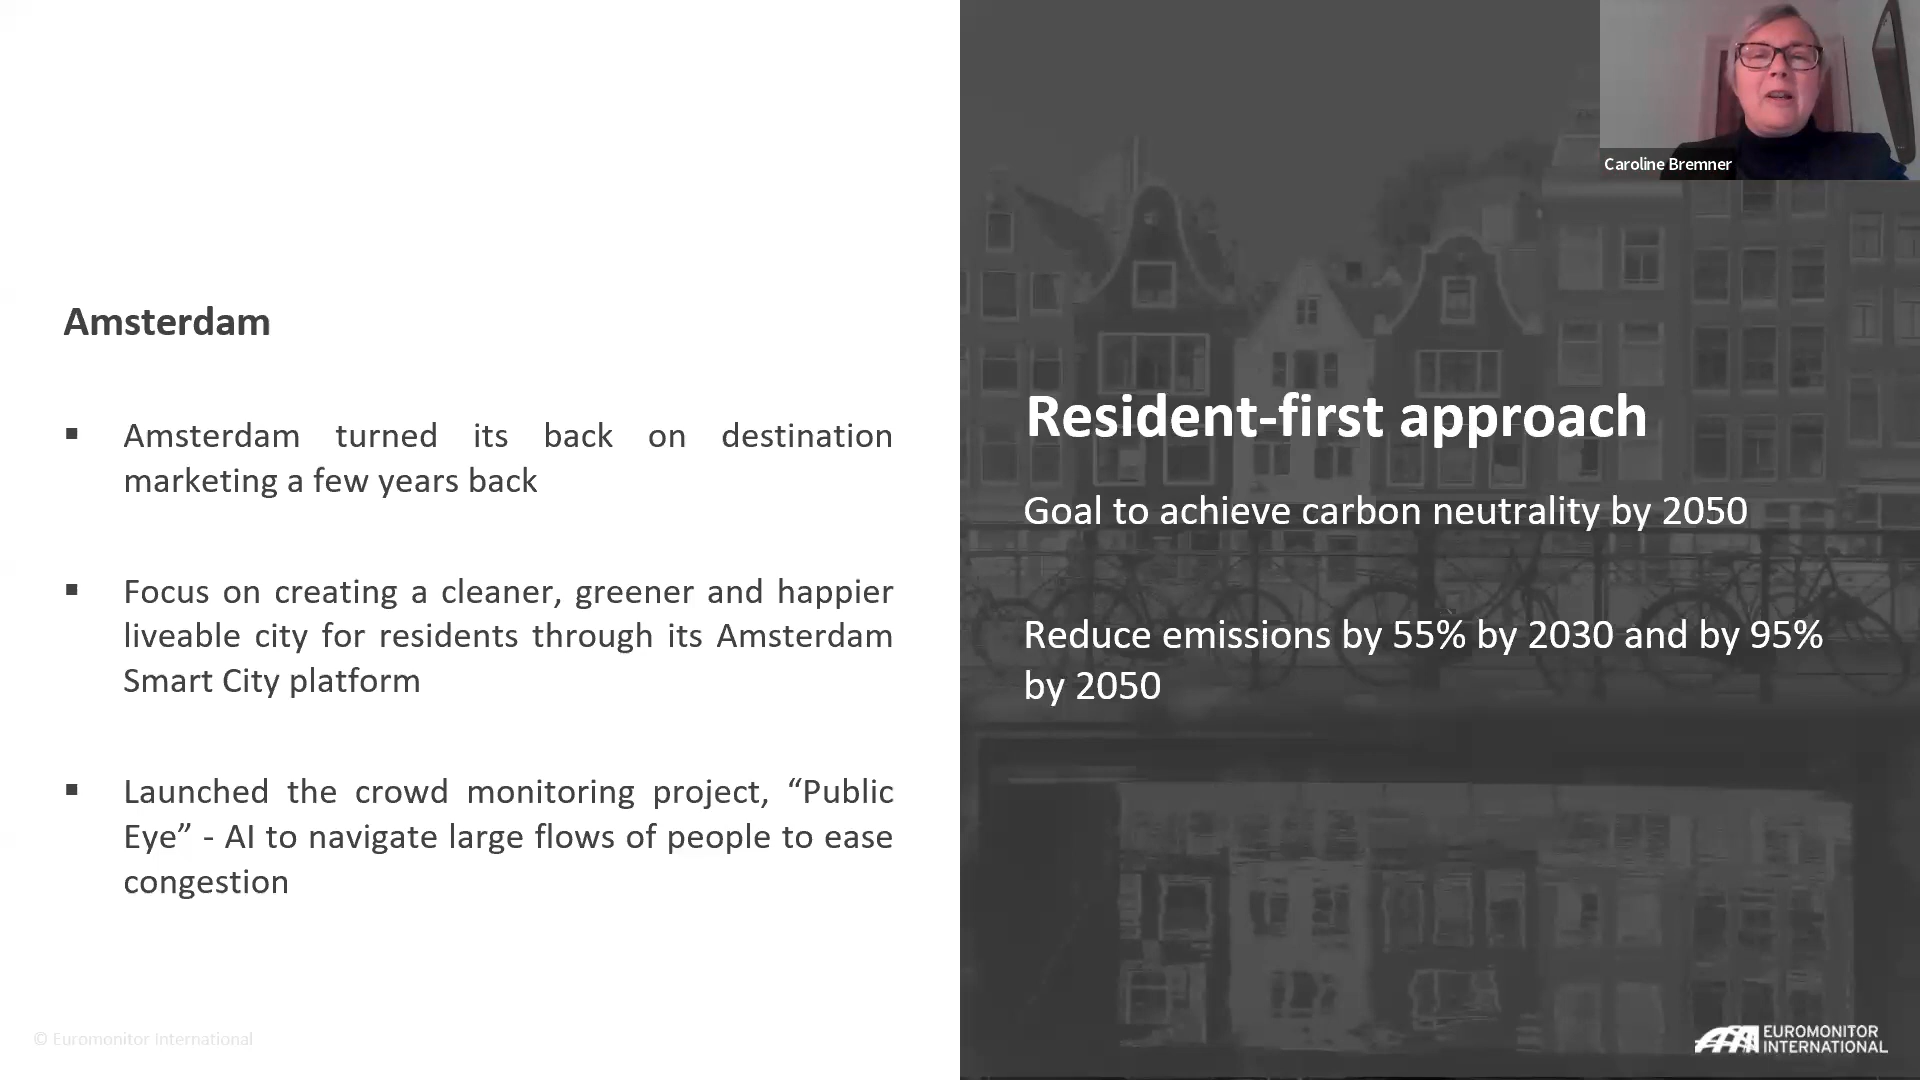 Caroline Bremner
Amsterdam
▪ Amsterdam turned its back on destination
marketing a few years back
▪ Focus on creating a cleaner, greener and happier
liveable city for residents through its Amsterdam
Smart City platform
▪ Launched the crowd monitoring project, “Public
Eye” - AI to navigate large flows of people to ease
congestion
Resident-first approach
Goal to achieve carbon neutrality by 2050
Reduce emissions by 55% by 2030 and by 95%
by 2050
© Euromonitor International
EUROMONITOR
INTERNATIONAL